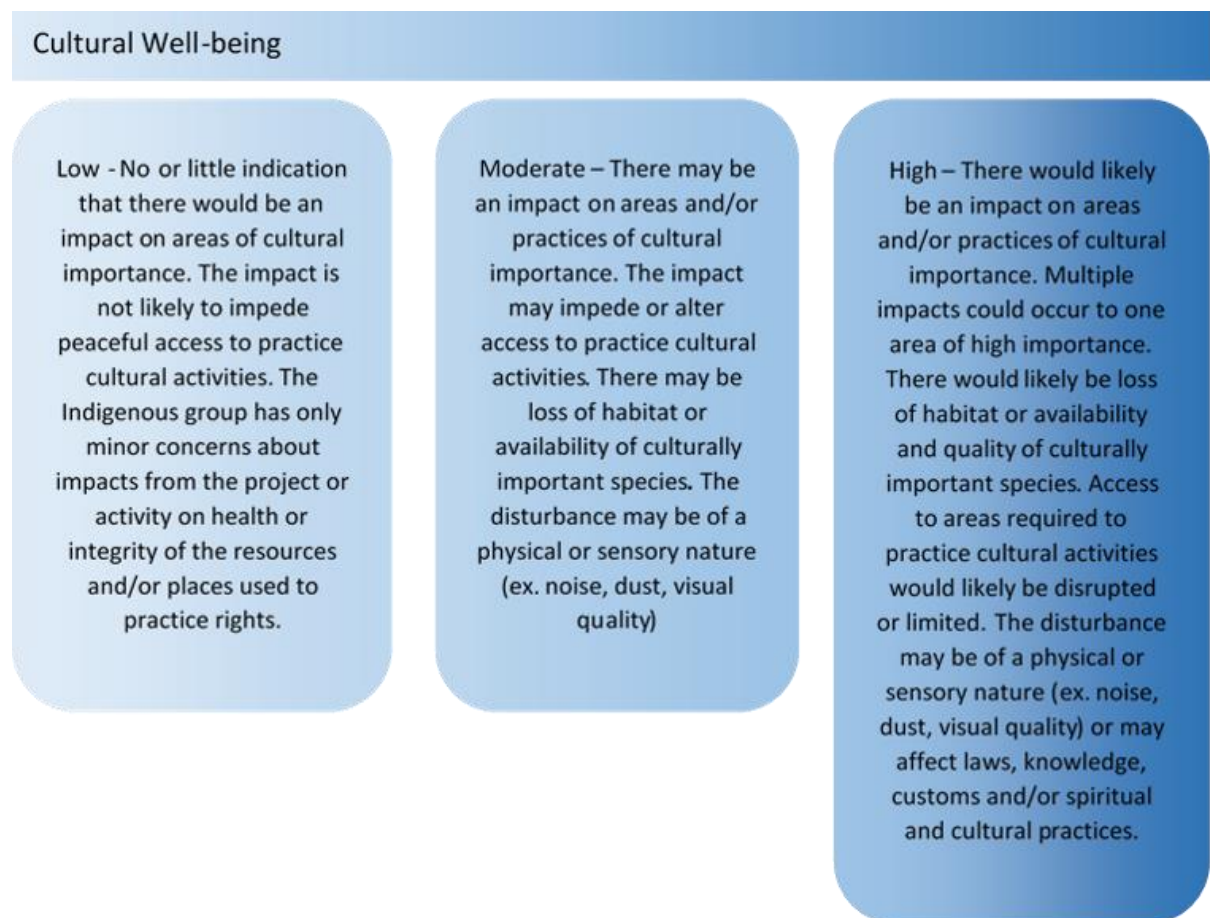 Cultural Well-being
Low - No or little indication
that there would be an
impact on areas of cultural
importance. The impact is
not likely to impede
peaceful access to practice
cultural activities. The
Indigenous group has only
minor concerns about
impacts from the project or
activity on health or
integrity of the resources
and/or places used to
practice rights.
Moderate – There may be
an impact on areas and/or
practices of cultural
importance. The impact
may impede or alter
access to practice cultural
activities. There may be
loss of habitat or
availability of culturally
important species. The
disturbance may be of a
physical or sensory nature
(ex. noise, dust, visual
quality)
High – There would likely
be an impact on areas
and/or practices of cultural
importance. Multiple
impacts could occur to one
area of high importance.
There would likely be loss
of habitat or availability
and quality of culturally
important species. Access
to areas required to
practice cultural activities
would likely be disrupted
or limited. The disturbance
may be of a physical or
sensory nature (ex. noise,
dust, visual quality) or may
affect laws, knowledge,
customs and/or spiritual
and cultural practices.